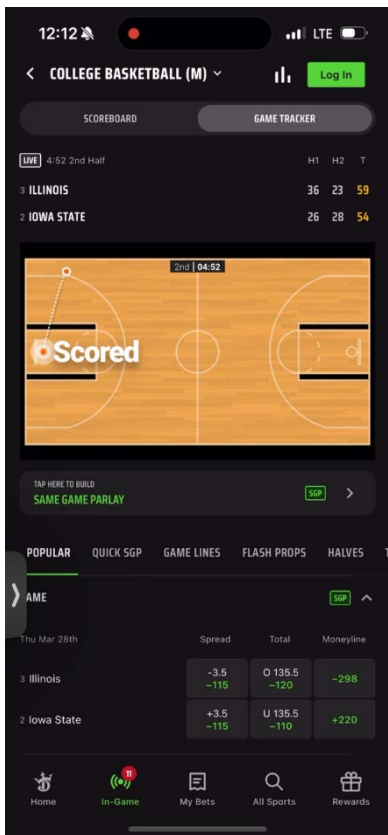 12:12
LTE
COLLEGE BASKETBALL (M)
Log In
SCOREBOARD GAME TRACKER
LIVE 4:52 2nd Half H1 H2 T
3 ILLINOIS 36 23 59
2 IOWA STATE 26 28 54
2nd | 04:52
Scored
TAP HERE TO BUILD
SAME GAME PARLAY
SGP
POPULAR QUICK SGP GAME LINES FLASH PROPS HALVES
AME SGP
Thu Mar 28th Spread Total Moneyline
3 Illinois -3.5 O 135.5 −298
−115 −120
2 Iowa State +3.5 U 135.5 +220
−115 −110
11
Home In-Game My Bets All Sports Rewards